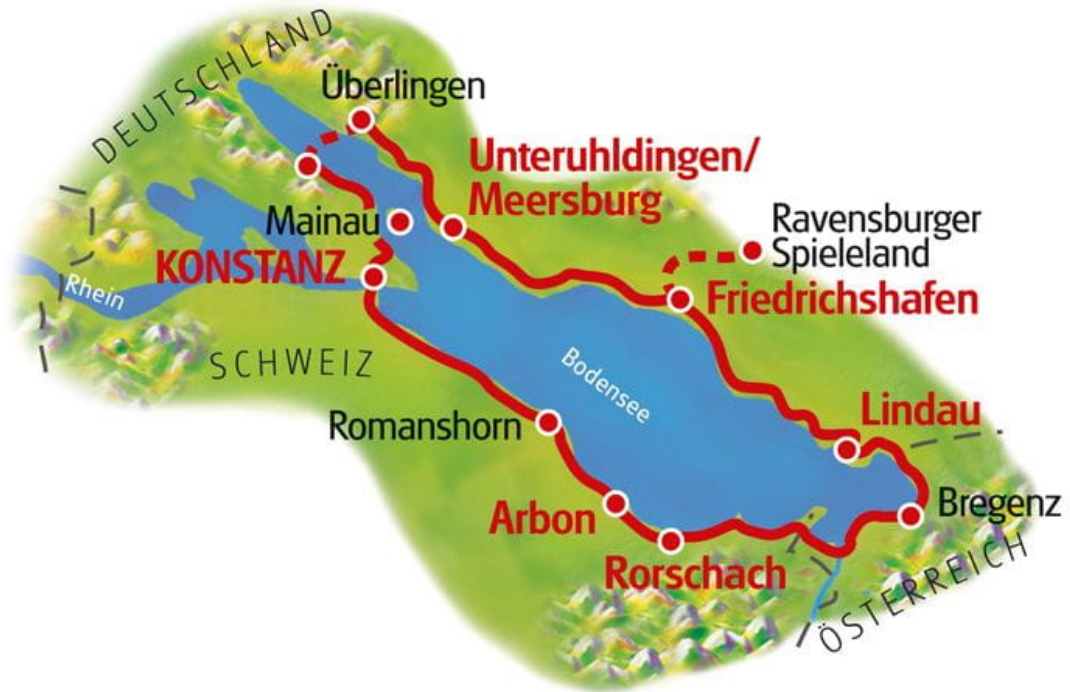 DEUTSCHLAND
Überlingen
Unteruhldingen/
Meersburg
Mainau
Ravensburger
Spieleland
KONSTANZ
Friedrichshafen
Rhein
SCHWEIZ
Bodensee
Romanshorn
Lindau
Arbon
Bregenz
Rorschach
ÖSTERREICH